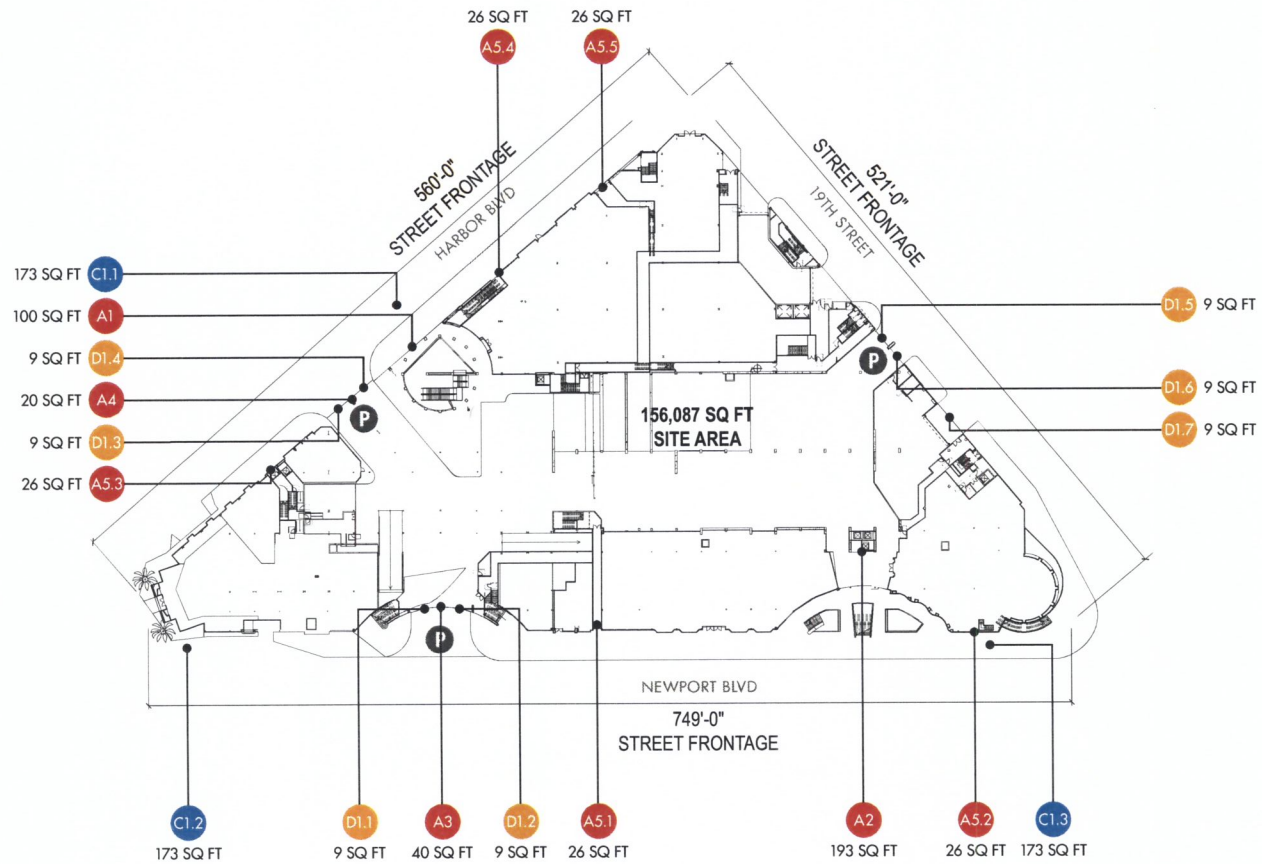 26 SQ FT
A5.4
26 SQ FT
A5.5
560'-0"
STREET FRONTAGE
HARBOR BLVD
521'-0"
STREET FRONTAGE
19TH STREET
173 SQ FT C1.1
100 SQ FT A1
9 SQ FT D1.4
20 SQ FT A4
9 SQ FT D1.3
26 SQ FT A5.3
P
D1.5 9 SQ FT
P
D1.6 9 SQ FT
D1.7 9 SQ FT
156,087 SQ FT
SITE AREA
P
NEWPORT BLVD
749'-0"
STREET FRONTAGE
C1.2
173 SQ FT
D1.1
9 SQ FT
A3
40 SQ FT
D1.2
9 SQ FT
A5.1
26 SQ FT
A2
193 SQ FT
A5.2
26 SQ FT
C1.3
173 SQ FT